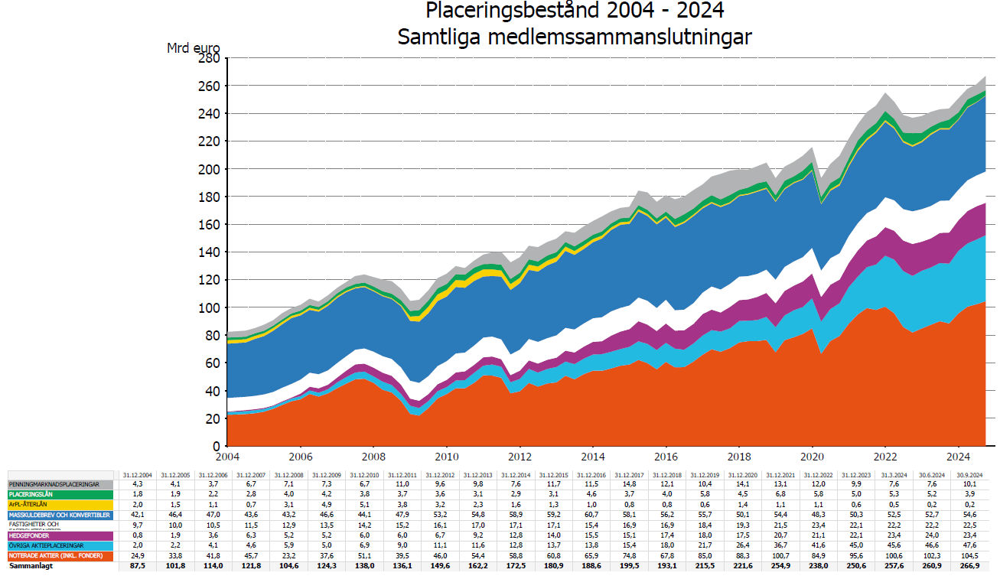 Placeringsbestånd 2004 - 2024
Samtliga medlemssammanslutningar
Mrd euro
280
260
240
220
200
180
160
140
120
100
80
60
40
20
0
2004 2006 2008 2010 2012 2014 2016 2018 2020 2022 2024
31.12.2004 31.12.2005 31.12.2006 31.12.2007 31.12.2008 31.12.2009 31.12.2010 31.12.2011 31.12.2012 31.12.2013 31.12.2014 31.12.2015 31.12.2016 31.12.2017 31.12.2018 31.12.2019 31.12.2020 31.12.2021 31.12.2022 31.12.2023 31.3.2024 30.6.2024 30.9.2024
PENNINGMARKNADSPLACERINGAR 4,3 4,1 3,7 6,7 7,1 7,3 6,7 11,0 9,6 9,8 7,6 11,7 11,5 14,8 12,1 10,4 14,1 13,1 12,0 9,9 7,6 7,6 10,1
PLACERINGSLÅN 1,8 1,9 2,2 2,8 4,0 4,2 3,8 3,7 3,6 3,1 2,9 3,1 4,6 3,7 4,0 4,0 5,8 4,5 6,8 5,8 5,0 5,3 5,2 3,9
ArPL-ÅTERLÅN 2,0 1,5 1,1 0,7 3,1 4,9 5,1 3,8 3,2 2,3 1,6 1,3 1,0 0,8 0,8 0,6 1,4 1,1 1,1 0,6 0,5 0,2 0,2
MASSKULDEBREV OCH KONVERTIBLER 42,1 46,4 47,0 43,6 43,2 46,6 44,1 47,9 53,2 54,8 58,9 59,2 60,7 58,1 56,2 55,7 50,1 54,4 48,3 50,3 52,5 52,7 54,6
FASTIGHETER OCH 9,7 10,0 10,5 11,5 12,9 13,5 14,2 15,2 16,1 17,0 17,1 17,1 15,4 16,9 16,9 18,4 19,3 21,5 23,4 22,1 22,2 22,2 22,5
HEDGEFONDER 0,8 1,9 3,6 6,3 5,2 5,2 6,0 6,0 6,7 9,2 12,8 14,0 15,5 15,1 17,4 18,0 17,5 20,7 21,1 22,1 23,4 24,0 23,4
ÖVRIGA AKTIEPLACERINGAR 2,0 2,2 4,1 4,6 5,9 5,0 6,9 9,0 11,1 11,6 12,8 13,7 13,8 15,4 18,0 21,7 26,4 36,7 41,6 45,0 45,6 46,6 47,6
NOTERADE AKTIER (INKL. FONDER) 24,9 33,8 41,8 45,7 23,2 37,6 51,1 39,5 46,0 54,4 58,8 60,8 65,9 74,8 67,8 85,0 88,3 100,7 84,9 95,6 100,6 102,3 104,5
Sammanlagt 87,5 101,8 114,0 121,8 104,6 124,3 138,0 136,1 149,6 162,2 172,5 180,9 188,6 199,5 193,1 215,5 221,6 254,9 238,0 250,6 257,6 260,9 266,9